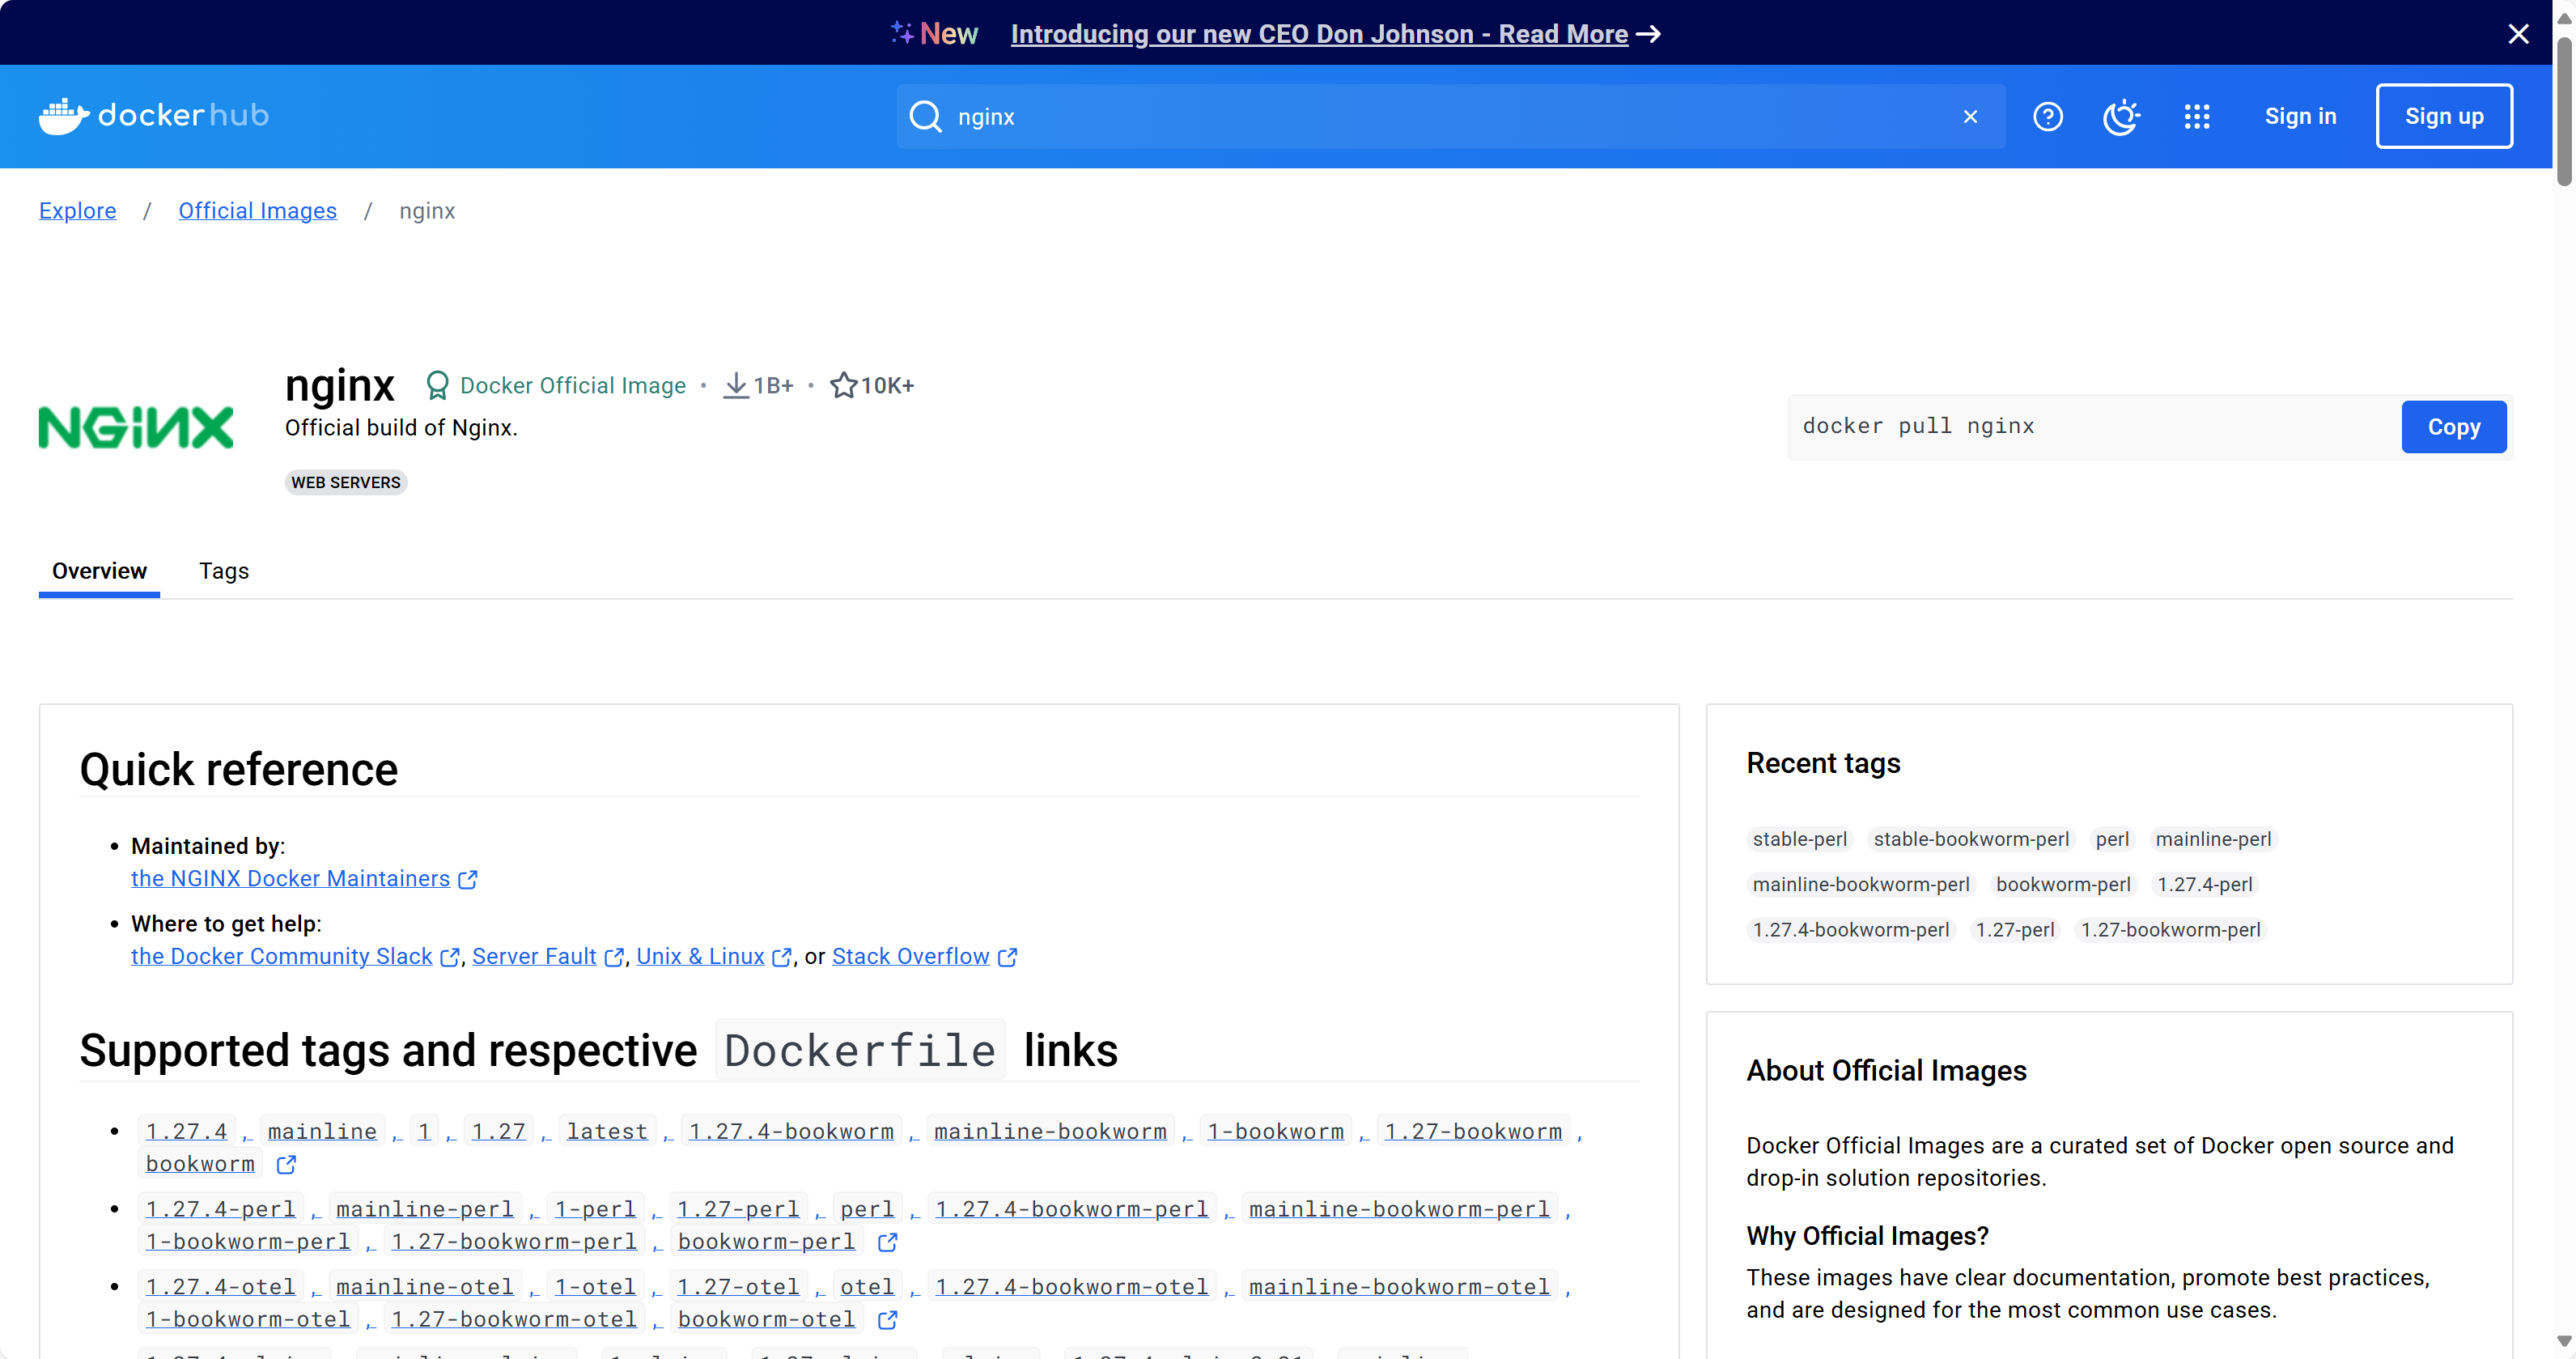 New Introducing our new CEO Don Johnson - Read More
dockerhub nginx Sign in Sign up
Explore / Official Images / nginx
NGINX
nginx Docker Official Image • 1B+ • 10K+
Official build of Nginx.
WEB SERVERS
docker pull nginx Copy
Overview Tags
Quick reference
• Maintained by:
the NGINX Docker Maintainers
• Where to get help:
the Docker Community Slack, Server Fault, Unix & Linux, or Stack Overflow
Supported tags and respective Dockerfile links
• 1.27.4, mainline, 1, 1.27, latest, 1.27.4-bookworm, mainline-bookworm, 1-bookworm, 1.27-bookworm,
bookworm
• 1.27.4-perl, mainline-perl, 1-perl, 1.27-perl, perl, 1.27.4-bookworm-perl, mainline-bookworm-perl,
1-bookworm-perl, 1.27-bookworm-perl, bookworm-perl
• 1.27.4-otel, mainline-otel, 1-otel, 1.27-otel, otel, 1.27.4-bookworm-otel, mainline-bookworm-otel,
1-bookworm-otel, 1.27-bookworm-otel, bookworm-otel
Recent tags
stable-perl stable-bookworm-perl perl mainline-perl
mainline-bookworm-perl bookworm-perl 1.27.4-perl
1.27.4-bookworm-perl 1.27-perl 1.27-bookworm-perl
About Official Images
Docker Official Images are a curated set of Docker open source and
drop-in solution repositories.
Why Official Images?
These images have clear documentation, promote best practices,
and are designed for the most common use cases.